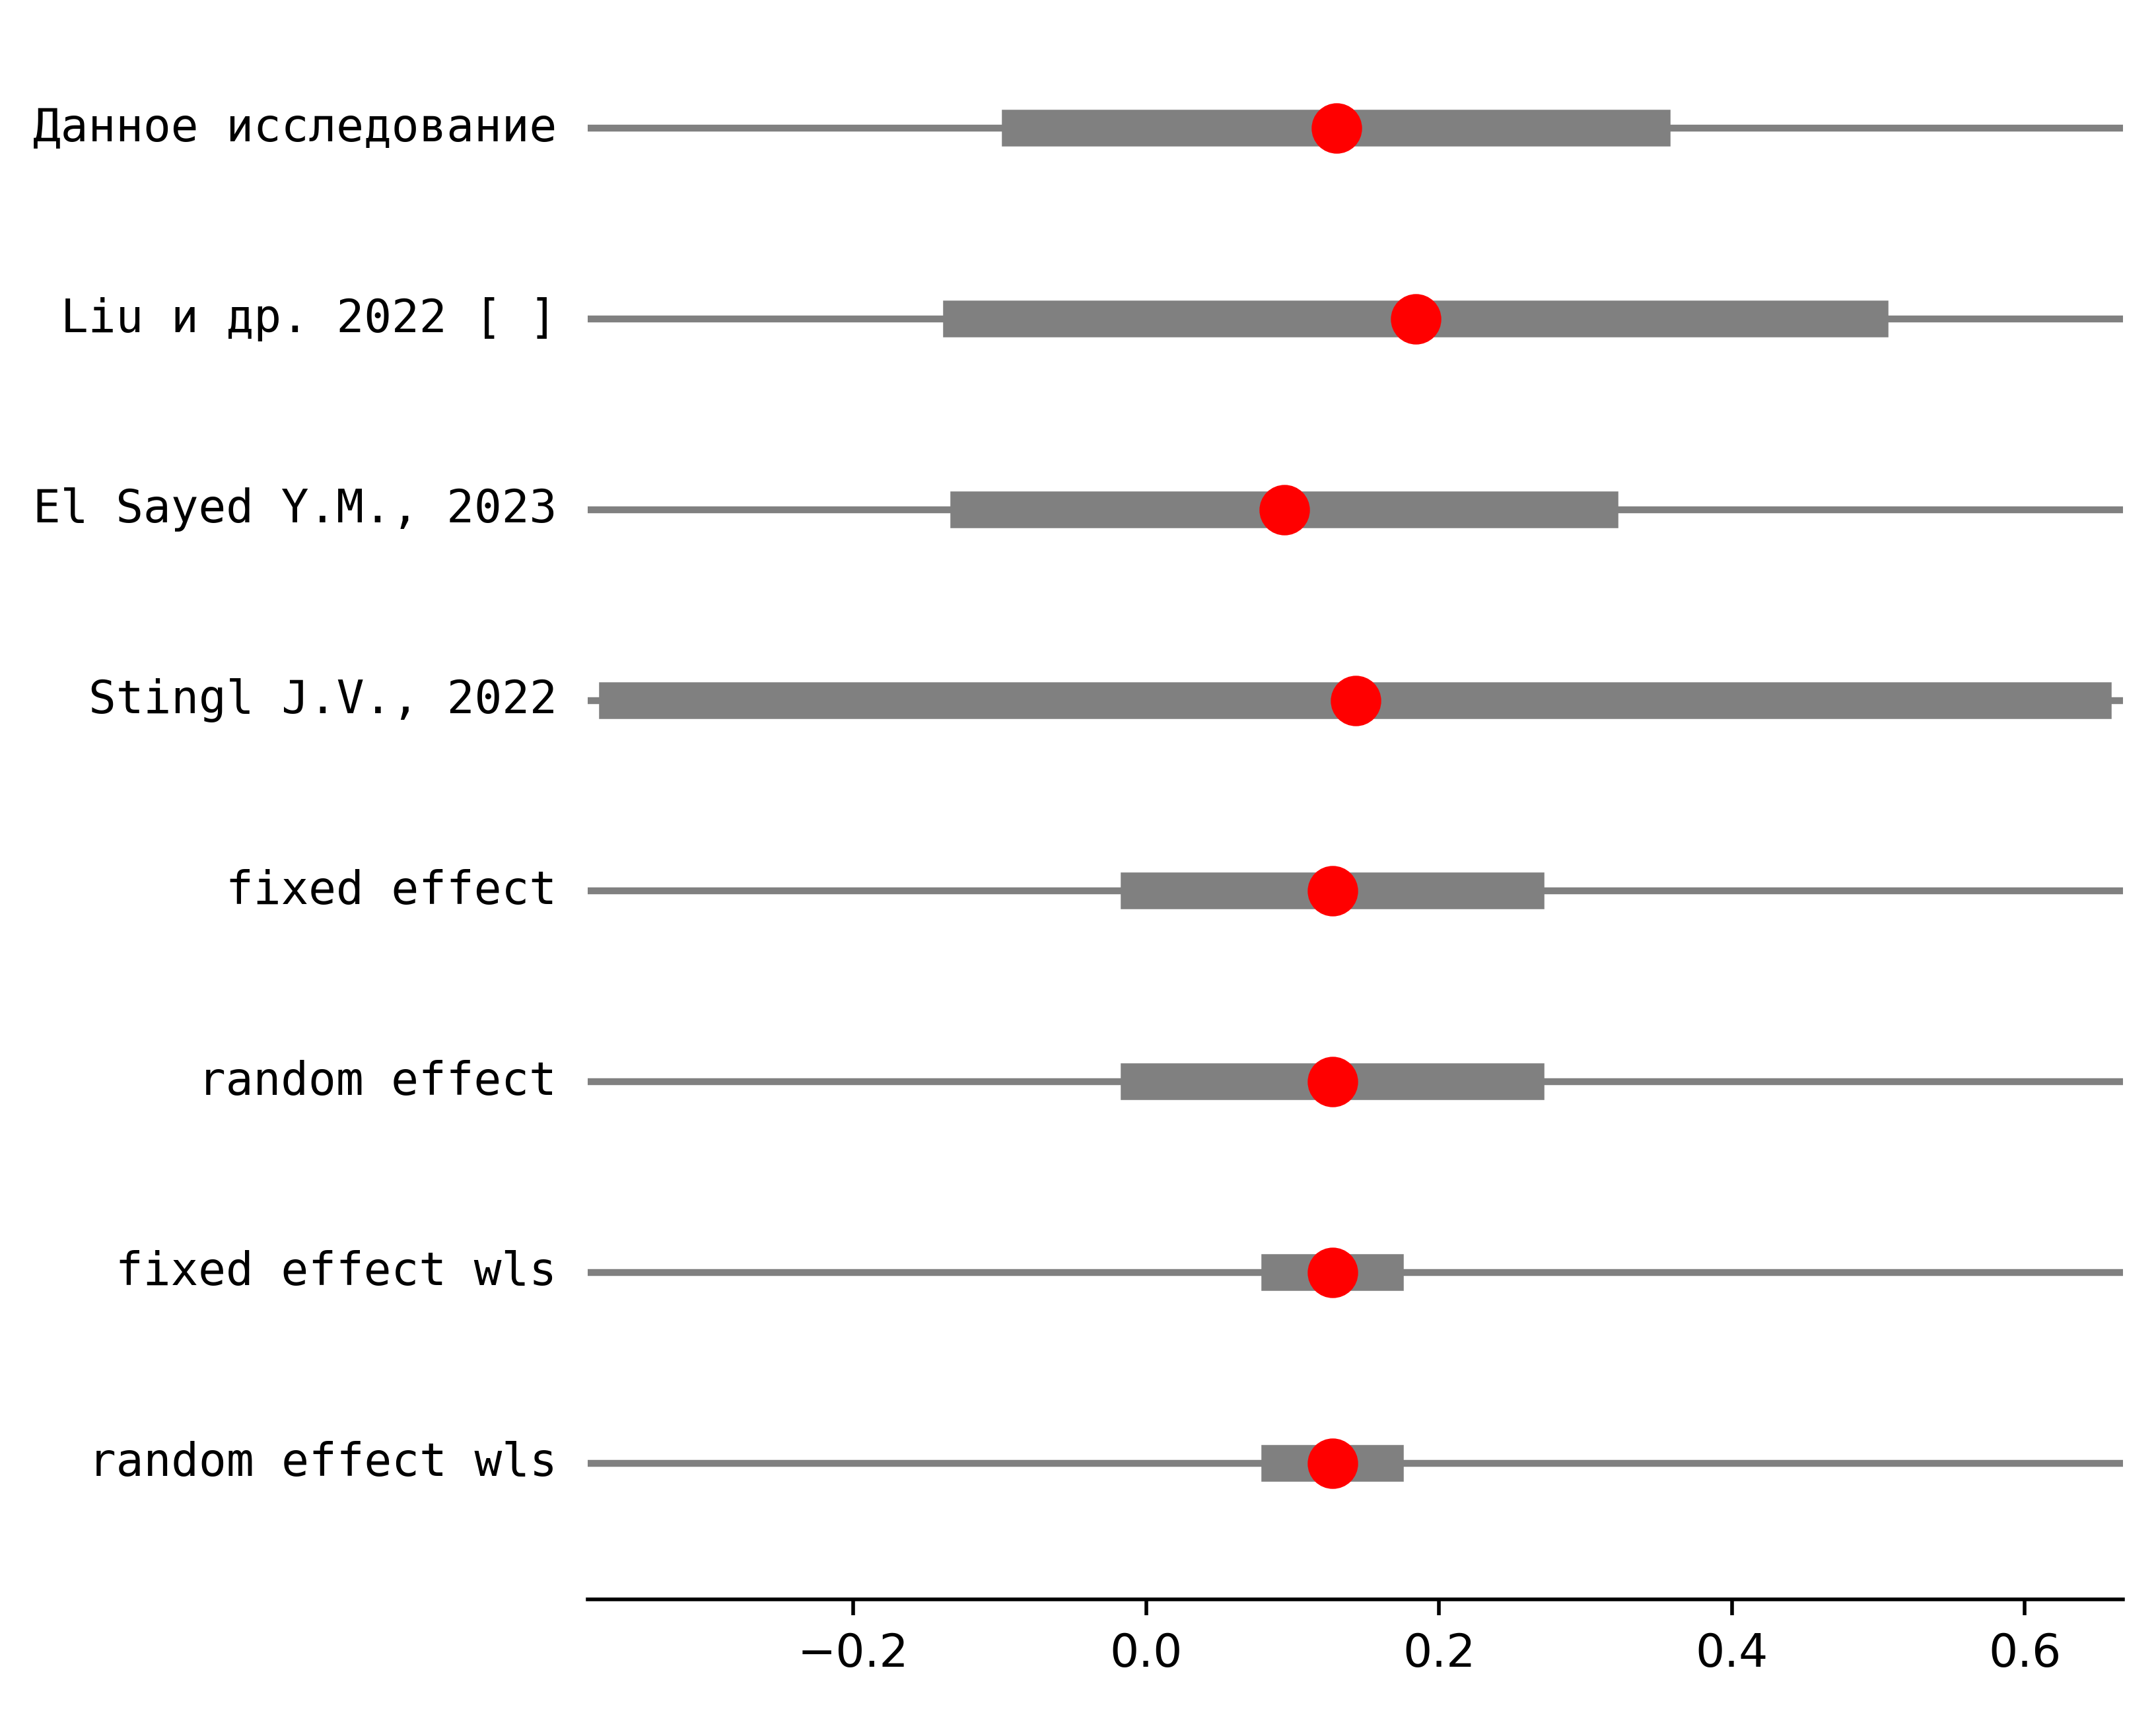 Данное исследование
Liu и др. 2022 [ ]
El Sayed Y.M., 2023
Stingl J.V., 2022
fixed effect
random effect
fixed effect wls
random effect wls
−0.2 0.0 0.2 0.4 0.6